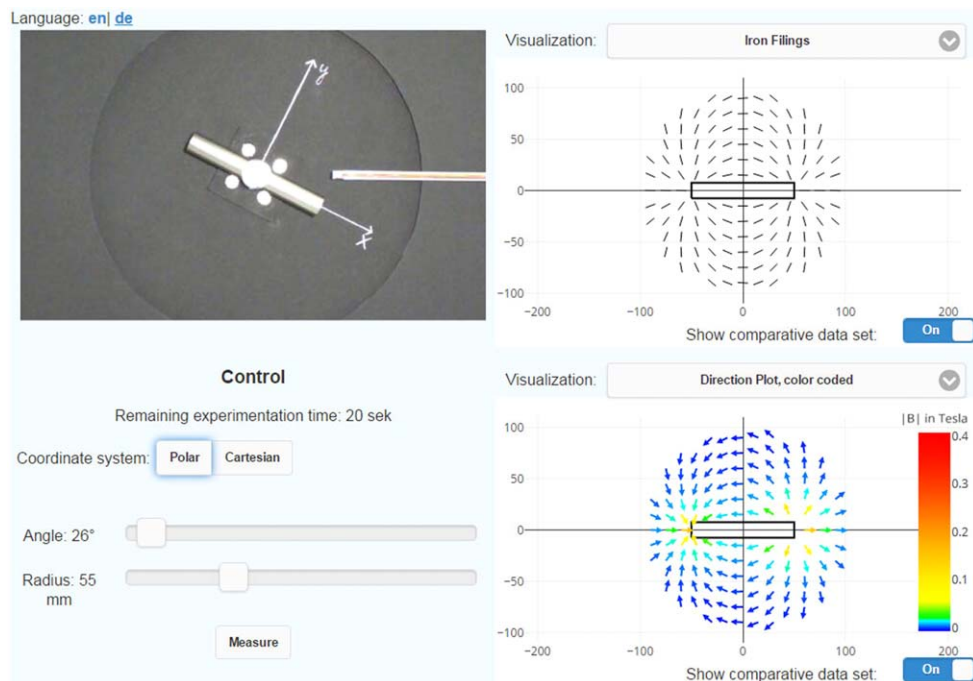 Language: en| de
y
x
Control
Remaining experimentation time: 20 sek
Coordinate system: Polar Cartesian
Angle: 26°
Radius: 55
mm
Measure
Visualization: Iron Filings
100
50
0
−50
−100
−200 −100 0 100 200
Show comparative data set: On
Visualization: Direction Plot, color coded
|B| in Tesla
100
50
0
−50
−100
−200 −100 0 100 200
0.4
0.3
0.2
0.1
0
Show comparative data set: On